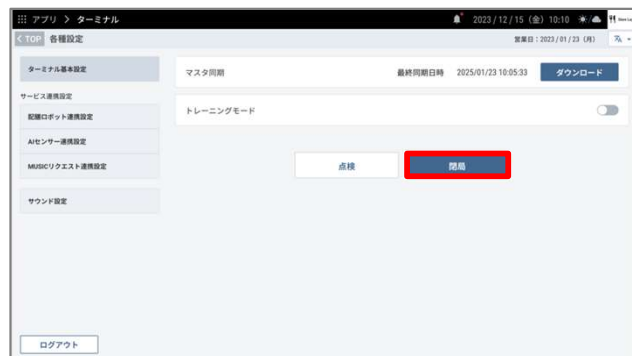 アプリ > ターミナル 2023 / 12 / 15 (金) 10:10
< TOP 各種設定 営業日：2023 / 01 / 23 (月)
ターミナル基本設定
マスタ同期 最終同期日時 2025/01/23 10:05:33 ダウンロード
サービス連携設定
トレーニングモード
配膳ロボット連携設定
AIセンサー連携設定
MUSICリクエスト連携設定
点検 閉局
サウンド設定
ログアウト